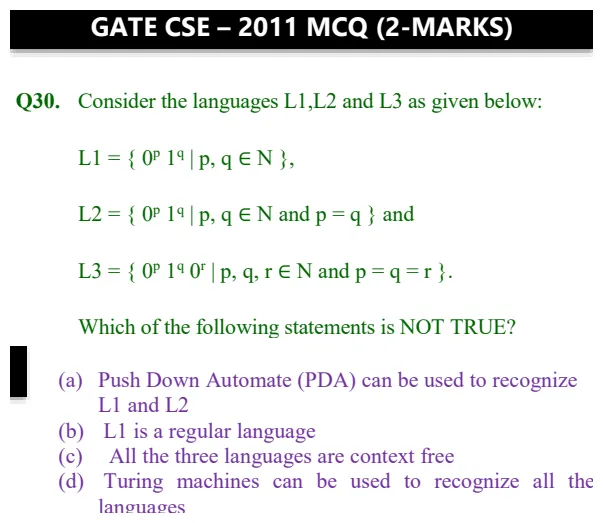 GATE CSE – 2011 MCQ (2-MARKS)
Q30. Consider the languages L1,L2 and L3 as given below:
L1 = { 0ᵖ 1𐞥 | p, q ∈ N },
L2 = { 0ᵖ 1𐞥 | p, q ∈ N and p = q } and
L3 = { 0ᵖ 1𐞥 0ʳ | p, q, r ∈ N and p = q = r }.
Which of the following statements is NOT TRUE?
(a) Push Down Automate (PDA) can be used to recognize
L1 and L2
(b) L1 is a regular language
(c) All the three languages are context free
(d) Turing machines can be used to recognize all the
languages